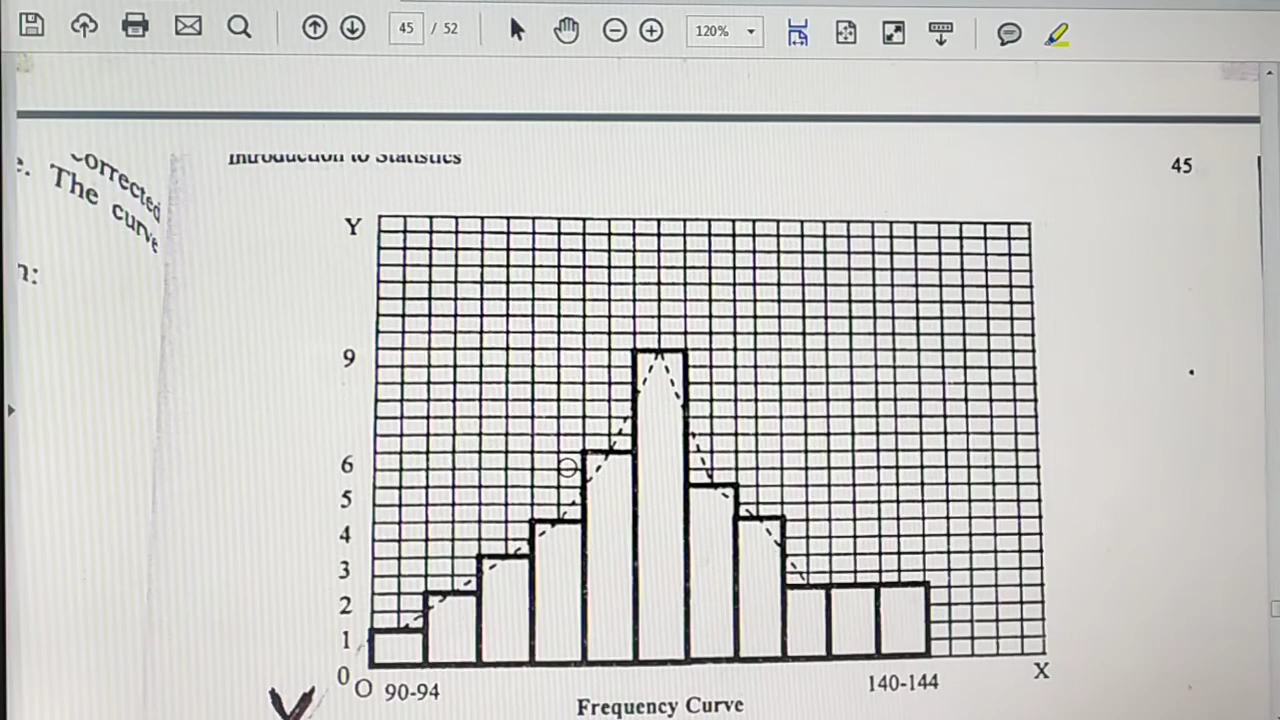 45 / 52
120%
Corrected
e. The curve
n:
Introduction to Statistics
45
Y
9
6
5
4
3
2
1
0
O 90-94
140-144
X
Frequency Curve